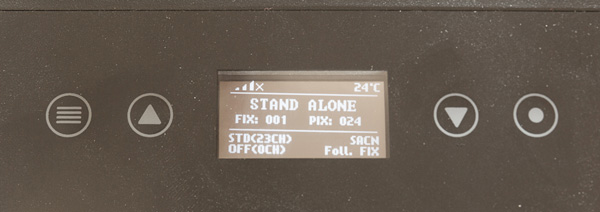 24°C
STAND ALONE
FIX: 001 PIX: 024
STD(23CH) SACN
OFF(0CH) Foll. FIX